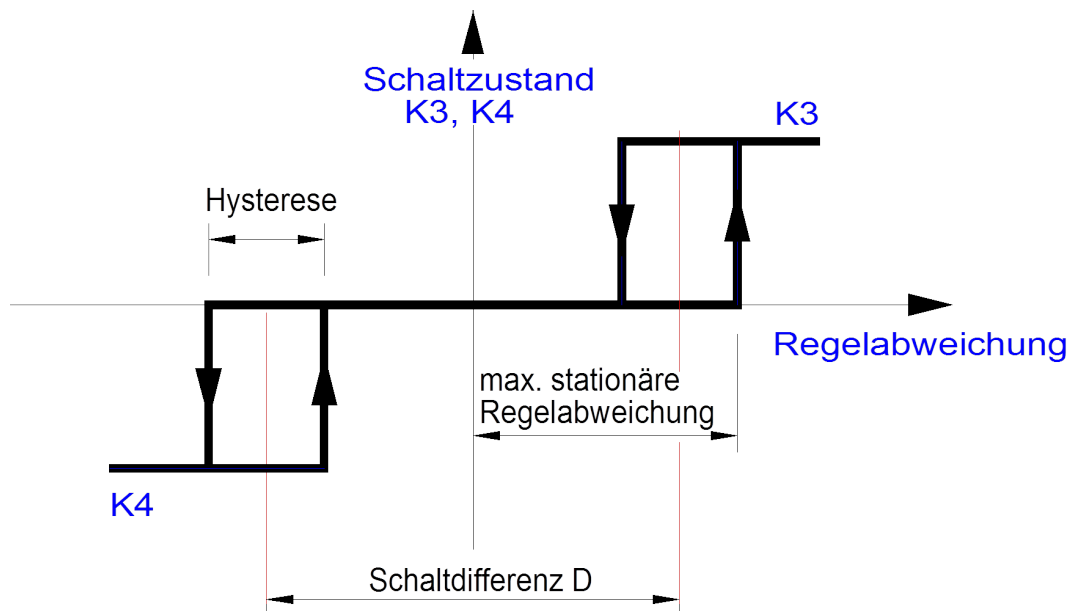 Schaltzustand
K3, K4
K3
Hysterese
Regelabweichung
max. stationäre
Regelabweichung
K4
Schaltdifferenz D